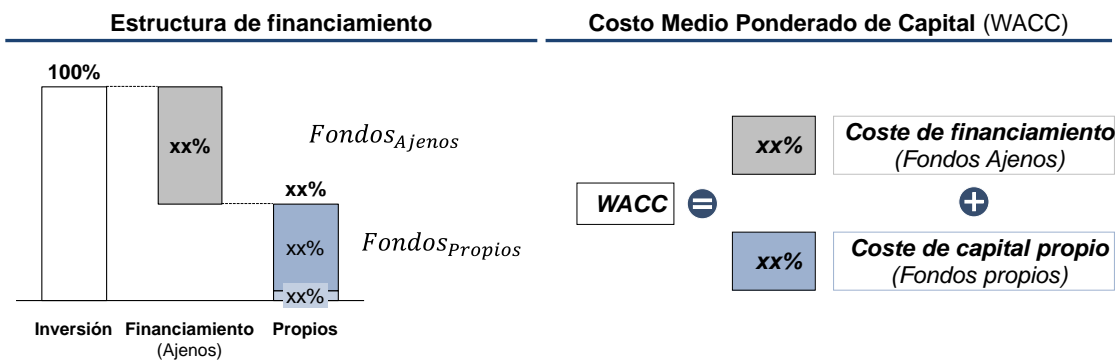 Estructura de financiamiento
100%
xx%
Fondos_Ajenos
xx%
xx%
Fondos_Propios
xx%
Inversión
Financiamiento
(Ajenos)
Propios
Costo Medio Ponderado de Capital (WACC)
WACC
=
xx%
Coste de financiamiento
(Fondos Ajenos)
+
xx%
Coste de capital propio
(Fondos propios)